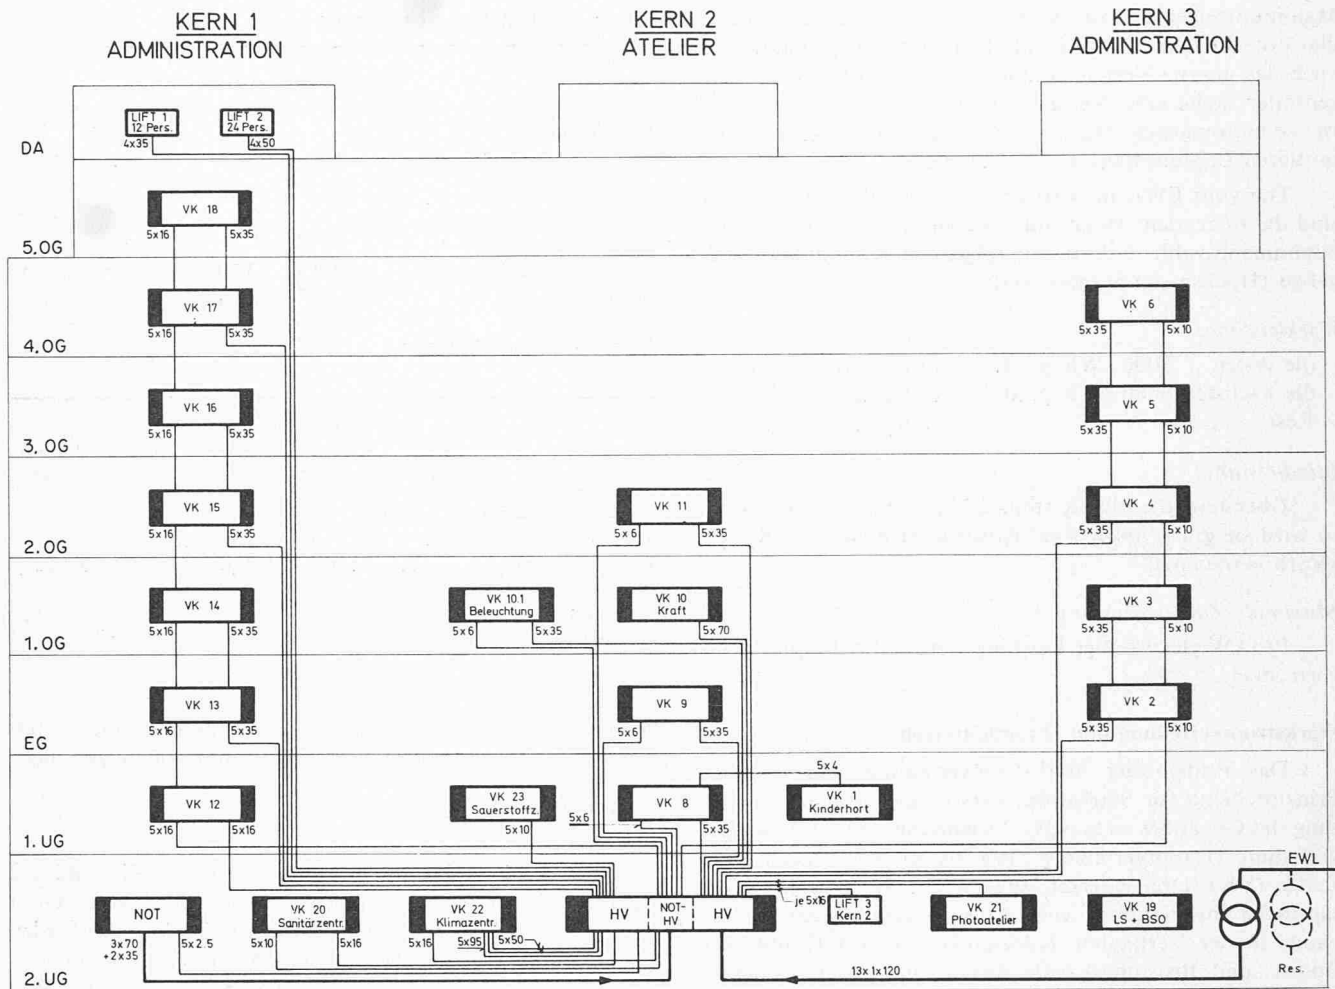 KERN 1
ADMINISTRATION
KERN 2
ATELIER
KERN 3
ADMINISTRATION
LIFT 1
12 Pers.
LIFT 2
24 Pers.
4x35
4x50
DA
VK 18
5x16
5x35
5.OG
VK 17
5x16
5x35
VK 6
5x35
5x10
4.OG
VK 16
5x16
5x35
VK 5
5x35
5x10
3.OG
VK 15
5x16
5x35
VK 11
5x6
5x35
VK 4
5x35
5x10
2.OG
VK 14
5x16
5x35
VK 10.1
Beleuchtung
5x6
5x35
VK 10
Kraft
5x70
VK 3
5x35
5x10
1.OG
VK 13
5x16
5x35
VK 9
5x6
5x35
VK 2
5x35
5x10
EG
VK 12
5x16
5x16
VK 23
Sauerstoffz.
5x10
5x6
VK 8
5x35
5x4
VK 1
Kinderhort
1.UG
EWL
NOT
3x70
+2x35
5x2.5
VK 20
Sanitärzentr.
5x10
5x16
VK 22
Klimazentr.
5x16
5x95
5x50
HV
NOT-
HV
HV
je 5x16
LIFT 3
Kern 2
VK 21
Photoatelier
VK 19
LS + BSO
13x1x120
Res.
2.UG